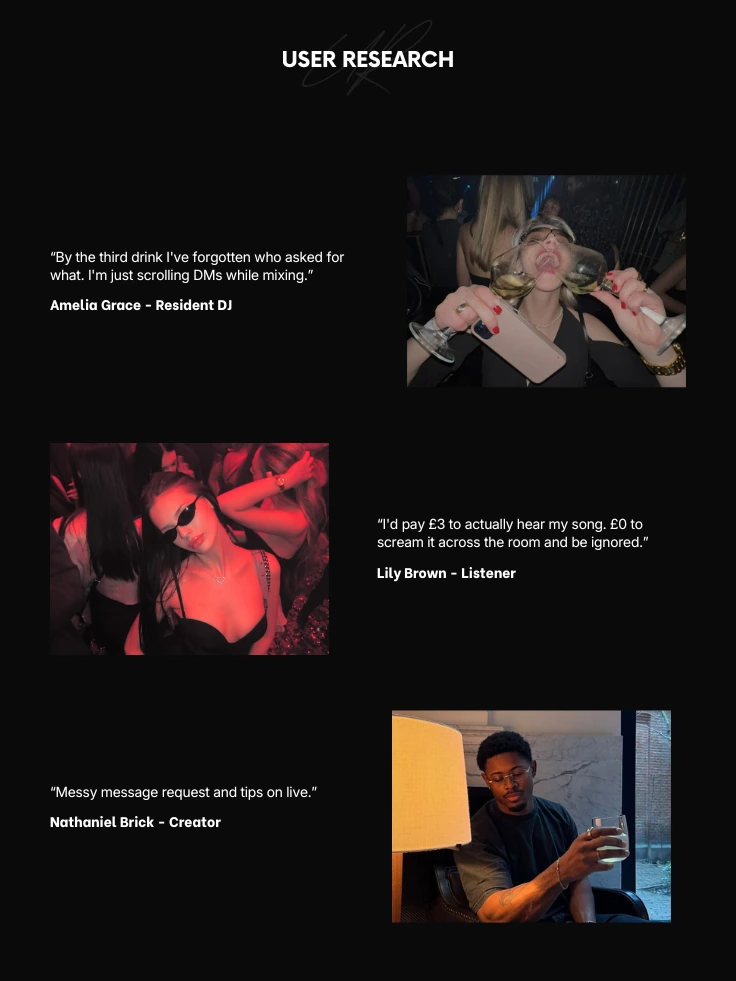 USER RESEARCH
“By the third drink I've forgotten who asked for
what. I'm just scrolling DMs while mixing.”
Amelia Grace - Resident DJ
“I'd pay £3 to actually hear my song. £0 to
scream it across the room and be ignored.”
Lily Brown - Listener
“Messy message request and tips on live.”
Nathaniel Brick - Creator